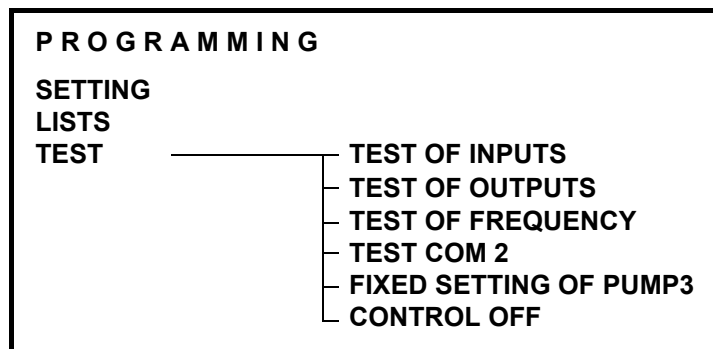 PROGRAMMING
SETTING
LISTS
TEST
TEST OF INPUTS
TEST OF OUTPUTS
TEST OF FREQUENCY
TEST COM 2
FIXED SETTING OF PUMP3
CONTROL OFF